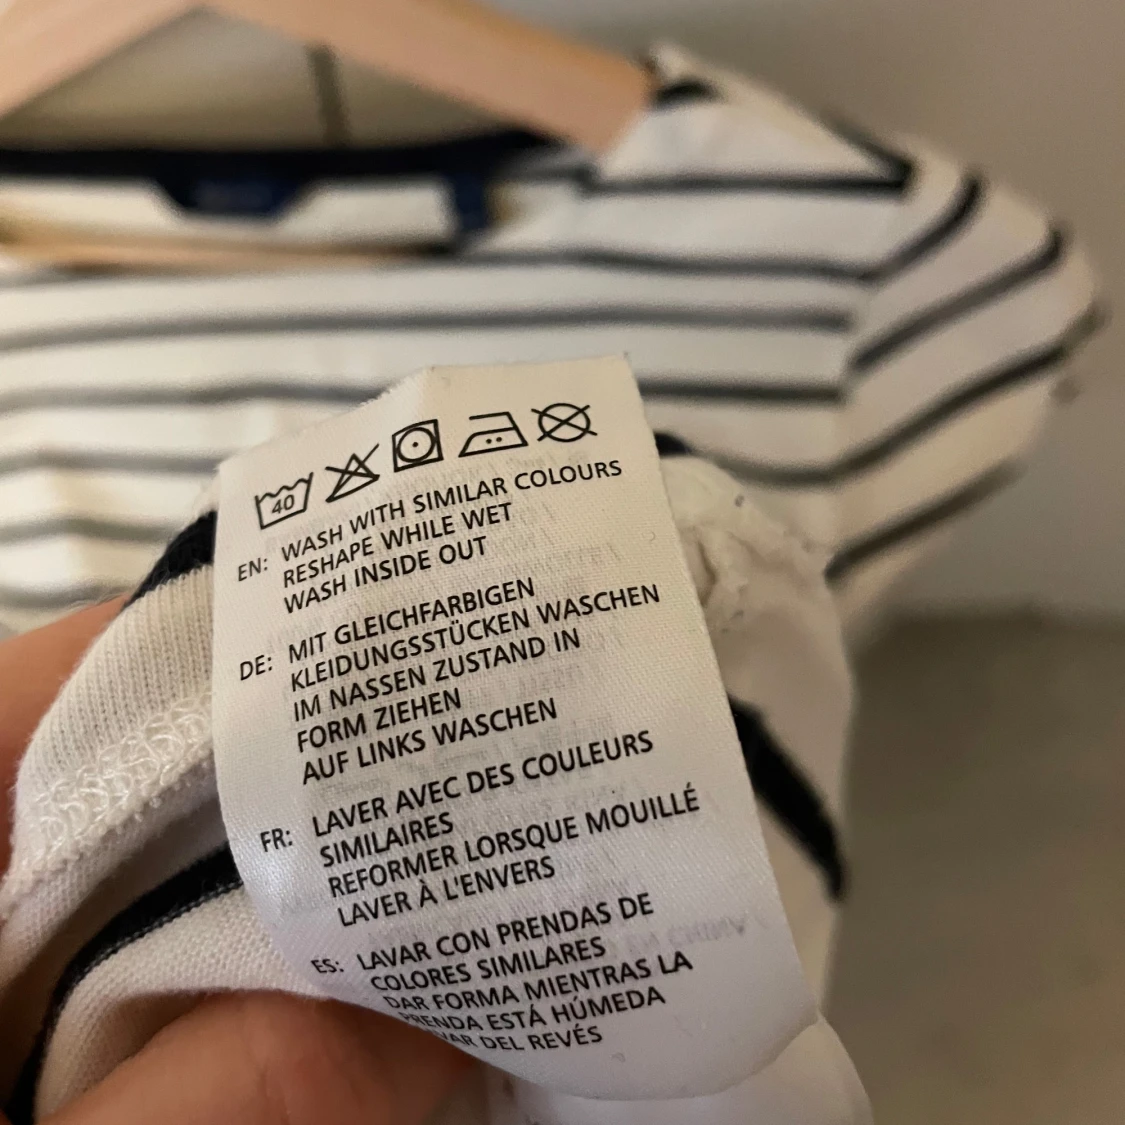 40
EN: WASH WITH SIMILAR COLOURS
RESHAPE WHILE WET
WASH INSIDE OUT
DE: MIT GLEICHFARBIGEN
KLEIDUNGSSTÜCKEN WASCHEN
IM NASSEN ZUSTAND IN
FORM ZIEHEN
AUF LINKS WASCHEN
FR: LAVER AVEC DES COULEURS
SIMILAIRES
REFORMER LORSQUE MOUILLÉ
LAVER À L'ENVERS
ES: LAVAR CON PRENDAS DE
COLORES SIMILARES
DAR FORMA MIENTRAS LA
PRENDA ESTÁ HÚMEDA
LAVAR DEL REVÉS